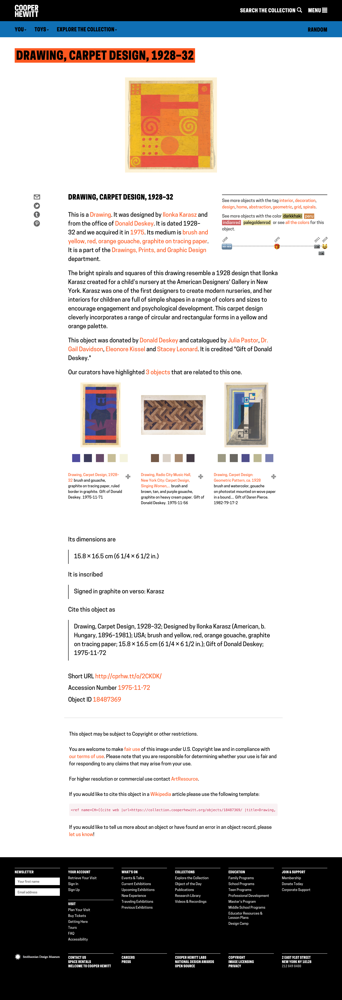 COOPER
HEWITT
SEARCH THE COLLECTION
MENU
YOU
TOYS
EXPLORE THE COLLECTION
RANDOM
DRAWING, CARPET DESIGN, 1928–32
DRAWING, CARPET DESIGN, 1928–32
This is a Drawing. It was designed by Ilonka Karasz and
from the office of Donald Deskey. It is dated 1928–
32 and we acquired it in 1975. Its medium is brush and
yellow, red, orange gouache, graphite on tracing paper.
It is a part of the Drawings, Prints, and Graphic Design
department.
See more objects with the tag interior, decoration,
design, home, abstraction, geometric, grid, spirals.
See more objects with the color darkkhaki peru
indianred palegoldenrod or see all the colors for this
object.
1928
1975
2011
2018
NEW NEW
The bright spirals and squares of this drawing resemble a 1928 design that Ilonka
Karasz created for a child’s nursery at the American Designers' Gallery in New
York. Karasz was one of the first designers to create modern nurseries, and her
interiors for children are full of simple shapes in a range of colors and sizes to
encourage engagement and psychological development. This carpet design
cleverly incorporates a range of circular and rectangular forms in a yellow and
orange palette.
This object was donated by Donald Deskey and catalogued by Julia Pastor, Dr.
Gail Davidson, Eleonore Kissel and Stacey Leonard. It is credited "Gift of Donald
Deskey."
Our curators have highlighted 3 objects that are related to this one.
Drawing, Carpet Design, 1928–
32 brush and gouache,
graphite on tracing paper, ruled
border in graphite. Gift of Donald
Deskey. 1975-11-71
Drawing, Radio City Music Hall,
New York City: Carpet Design,
Singing Women,... brush and
brown, tan, and purple gouache,
graphite on heavy cream paper. Gift of
Donald Deskey. 1975-11-56
Drawing, Carpet Design:
Geometric Pattern, ca. 1928
brush and watercolor, gouache
on photostat mounted on wove paper
in a bound.... Gift of Daren Pierce.
1982-79-17-2
Its dimensions are
15.8 × 16.5 cm (6 1/4 × 6 1/2 in.)
It is inscribed
Signed in graphite on verso: Karasz
Cite this object as
Drawing, Carpet Design, 1928–32; Designed by Ilonka Karasz (American, b.
Hungary, 1896–1981); USA; brush and yellow, red, orange gouache, graphite
on tracing paper; 15.8 × 16.5 cm (6 1/4 × 6 1/2 in.); Gift of Donald Deskey;
1975-11-72
Short URL http://cprhw.tt/o/2CKDK/
Accession Number 1975-11-72
Object ID 18487369
This object may be subject to Copyright or other restrictions.
You are welcome to make fair use of this image under U.S. Copyright law and in compliance with
our terms of use. Please note that you are responsible for determining whether your use is fair and
for responding to any claims that may arise from your use.
For higher resolution or commercial use contact ArtResource.
If you would like to cite this object in a Wikipedia article please use the following template:
<ref name=CH>{{cite web |url=https://collection.cooperhewitt.org/objects/18487369/ |title=Drawing,
If you would like to tell us more about an object or have found an error in an object record, please
let us know!
NEWSLETTER
Your first name
Email address
YOUR ACCOUNT
Retrieve Your Visit
Sign In
Sign Up
VISIT
Plan Your Visit
Buy Tickets
Getting Here
Tours
FAQ
Accessibility
WHAT'S ON
Events & Talks
Current Exhibitions
Upcoming Exhibitions
New Experience
Traveling Exhibitions
Previous Exhibitions
COLLECTIONS
Explore the Collection
Object of the Day
Publications
Research Library
Videos & Recordings
EDUCATION
Family Programs
School Programs
Teen Programs
Professional Development
Master's Program
Middle School Programs
Educator Resources &
Lesson Plans
Design Camp
JOIN & SUPPORT
Membership
Donate Today
Corporate Support
Smithsonian Design Museum
CONTACT US
SPACE RENTALS
WELCOME TO COOPER HEWITT
CAREERS
PRESS
COOPER HEWITT LABS
NATIONAL DESIGN AWARDS
OPEN SOURCE
COPYRIGHT
IMAGE LICENSING
PRIVACY
2 EAST 91ST STREET
NEW YORK NY 10128
212 849 8400